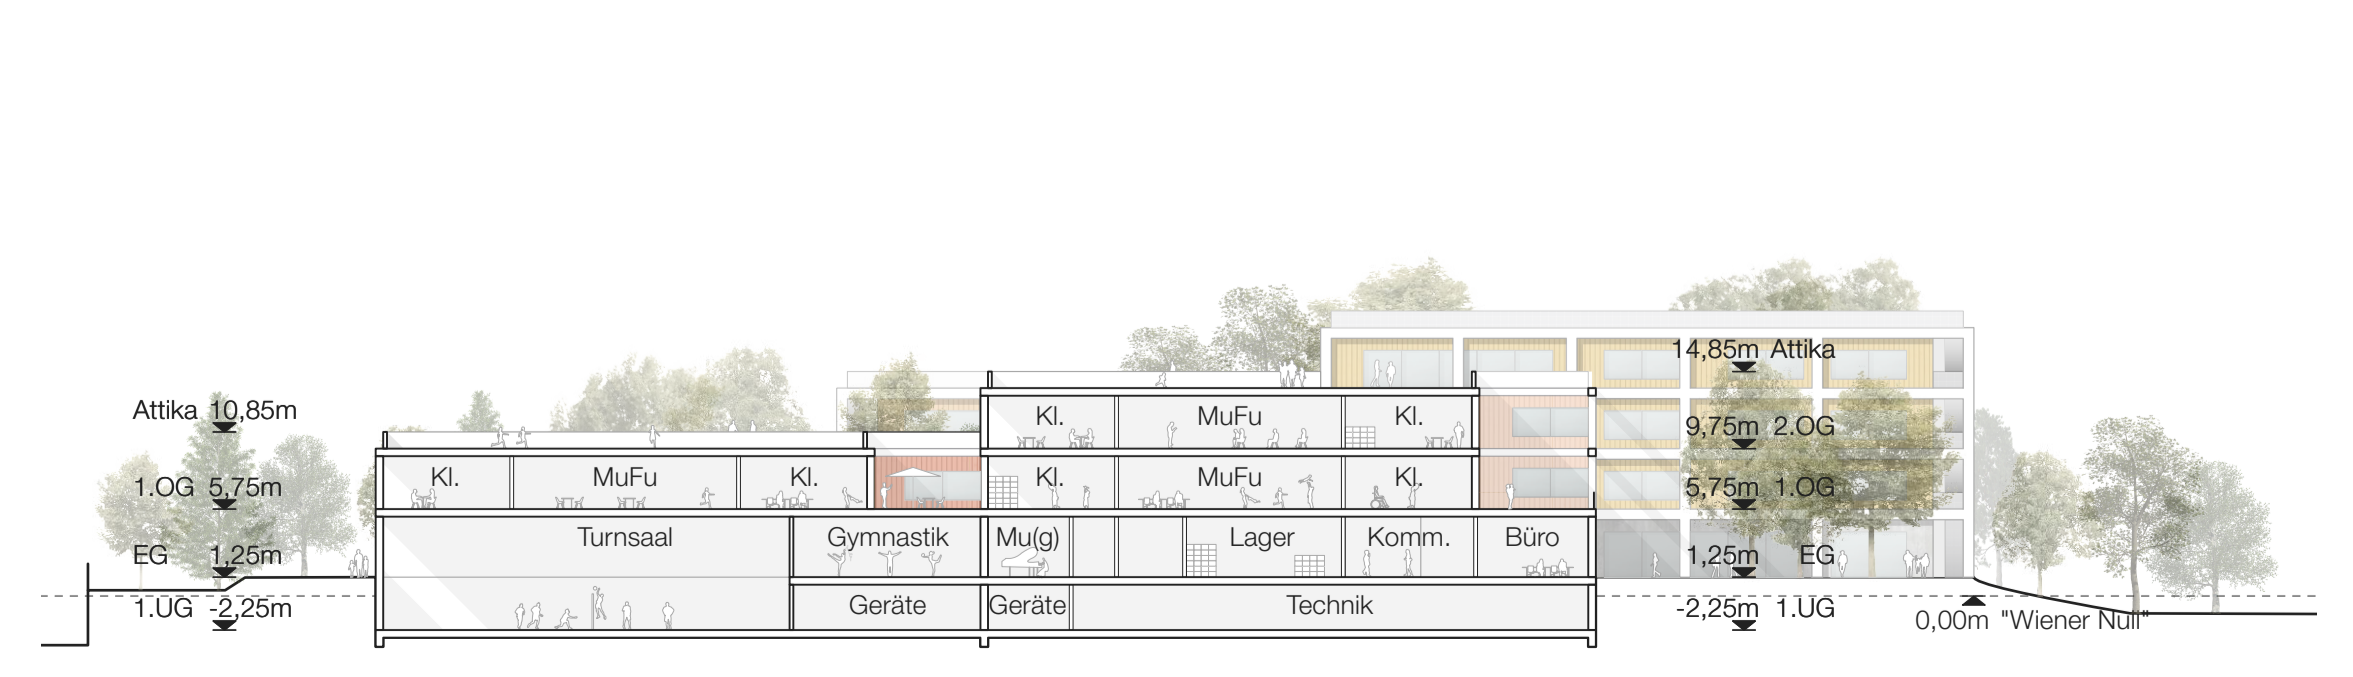 14,85m Attika
Attika 10,85m
Kl. MuFu Kl.
9,75m 2.OG
Kl. MuFu Kl. Kl. MuFu Kl.
1.OG 5,75m
5,75m 1.OG
Turnsaal Gymnastik Mu(g) Lager Komm. Büro
EG 1,25m
1,25m EG
Geräte Geräte Technik
1.UG -2,25m
-2,25m 1.UG
0,00m "Wiener Null"